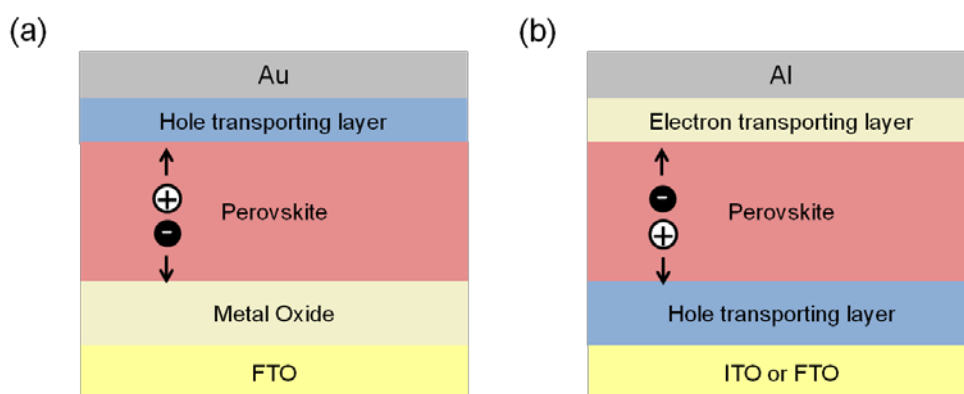 (a)
Au
Hole transporting layer
+
Perovskite
-
Metal Oxide
FTO
(b)
Al
Electron transporting layer
-
Perovskite
+
Hole transporting layer
ITO or FTO